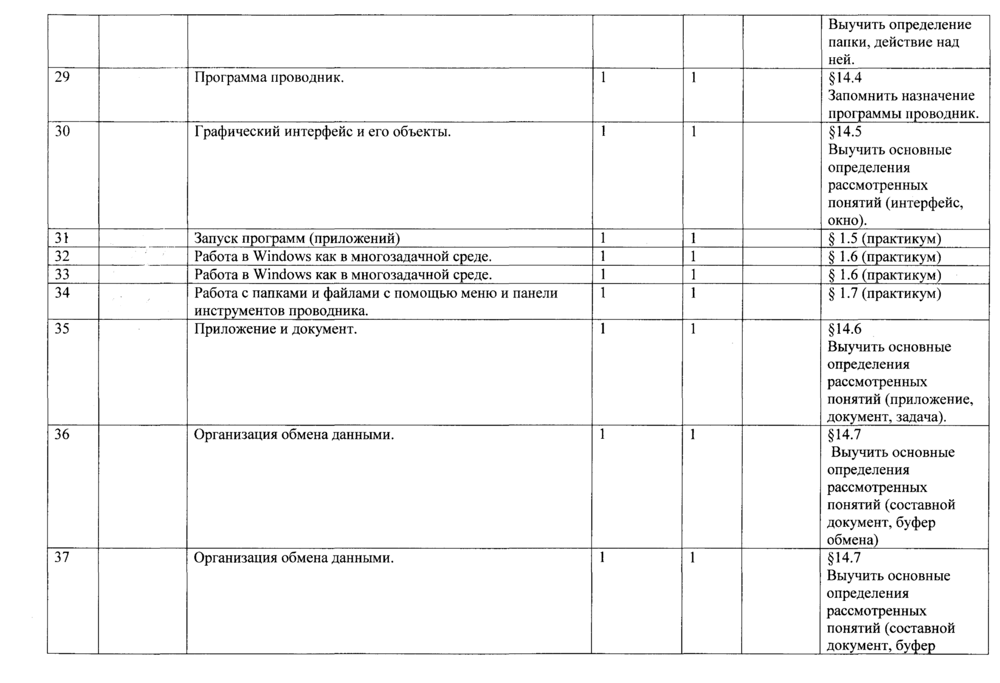 Выучить определение
папки, действие над
ней.
29 Программа проводник. 1 1 §14.4
Запомнить назначение
программы проводник.
30 Графический интерфейс и его объекты. 1 1 §14.5
Выучить основные
определения
рассмотренных
понятий (интерфейс,
окно).
31 Запуск программ (приложений) 1 1 § 1.5 (практикум)
32 Работа в Windows как в многозадачной среде. 1 1 § 1.6 (практикум)
33 Работа в Windows как в многозадачной среде. 1 1 § 1.6 (практикум)
34 Работа с папками и файлами с помощью меню и панели 1 1 § 1.7 (практикум)
инструментов проводника.
35 Приложение и документ. 1 1 §14.6
Выучить основные
определения
рассмотренных
понятий (приложение,
документ, задача).
36 Организация обмена данными. 1 1 §14.7
Выучить основные
определения
рассмотренных
понятий (составной
документ, буфер
обмена)
37 Организация обмена данными. 1 1 §14.7
Выучить основные
определения
рассмотренных
понятий (составной
документ, буфер